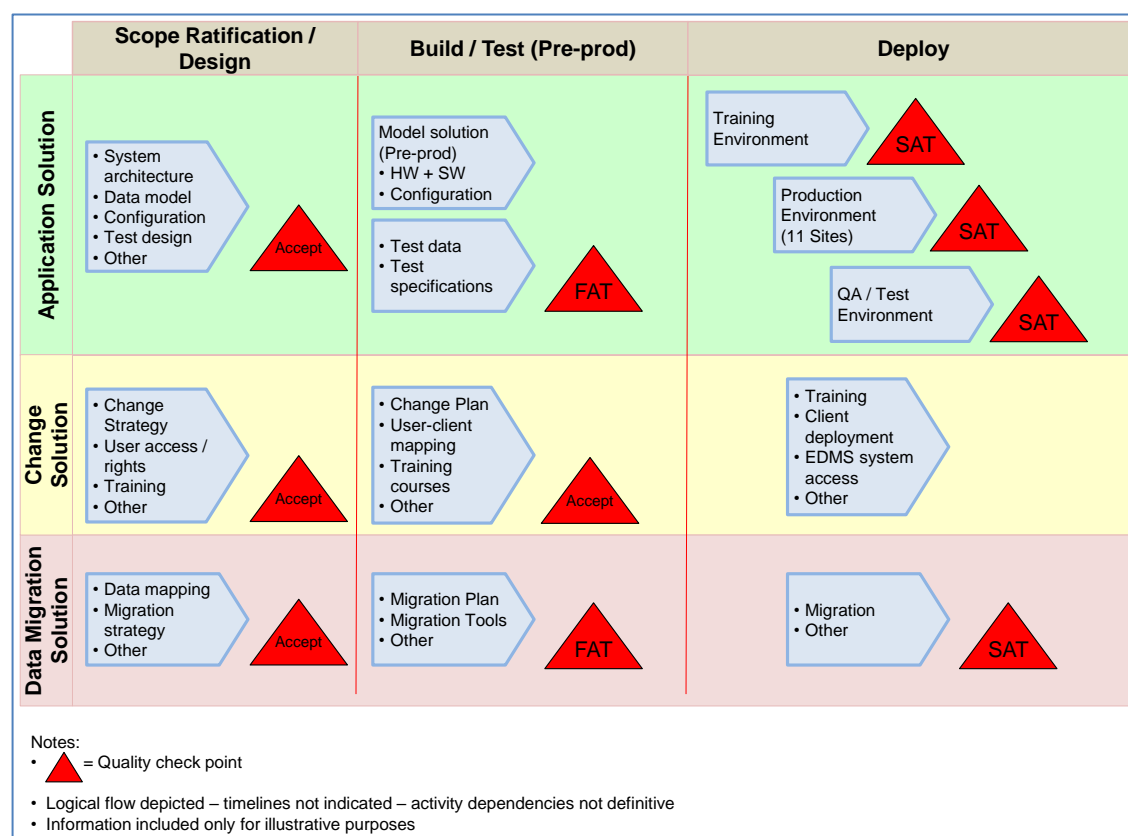 Scope Ratification /
Design
Build / Test (Pre-prod)
Deploy
Application Solution
• System
architecture
• Data model
• Configuration
• Test design
• Other
Accept
Model solution
(Pre-prod)
• HW + SW
• Configuration
• Test data
• Test
specifications
FAT
Training
Environment
SAT
Production
Environment
(11 Sites)
SAT
QA / Test
Environment
SAT
Change
Solution
• Change
Strategy
• User access /
rights
• Training
• Other
Accept
• Change Plan
• User-client
mapping
• Training
courses
• Other
Accept
• Training
• Client
deployment
• EDMS system
access
• Other
Data Migration
Solution
• Data mapping
• Migration
strategy
• Other
Accept
• Migration Plan
• Migration Tools
• Other
FAT
• Migration
• Other
SAT
Notes:
• = Quality check point
• Logical flow depicted – timelines not indicated – activity dependencies not definitive
• Information included only for illustrative purposes